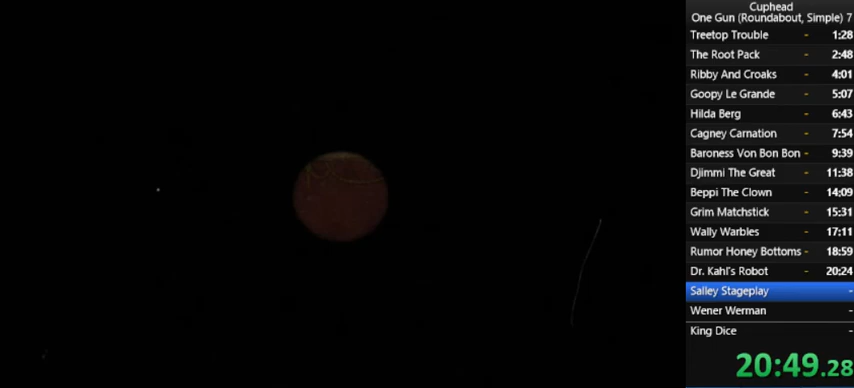 Cuphead
One Gun (Roundabout, Simple) 7
Treetop Trouble - 1:28
The Root Pack - 2:48
Ribby And Croaks - 4:01
Goopy Le Grande - 5:07
Hilda Berg - 6:43
Cagney Carnation - 7:54
Baroness Von Bon Bon - 9:39
Djimmi The Great - 11:38
Beppi The Clown - 14:09
Grim Matchstick - 15:31
Wally Warbles - 17:11
Rumor Honey Bottoms - 18:59
Dr. Kahl's Robot - 20:24
Salley Stageplay -
Wener Werman -
King Dice -
20:49.28